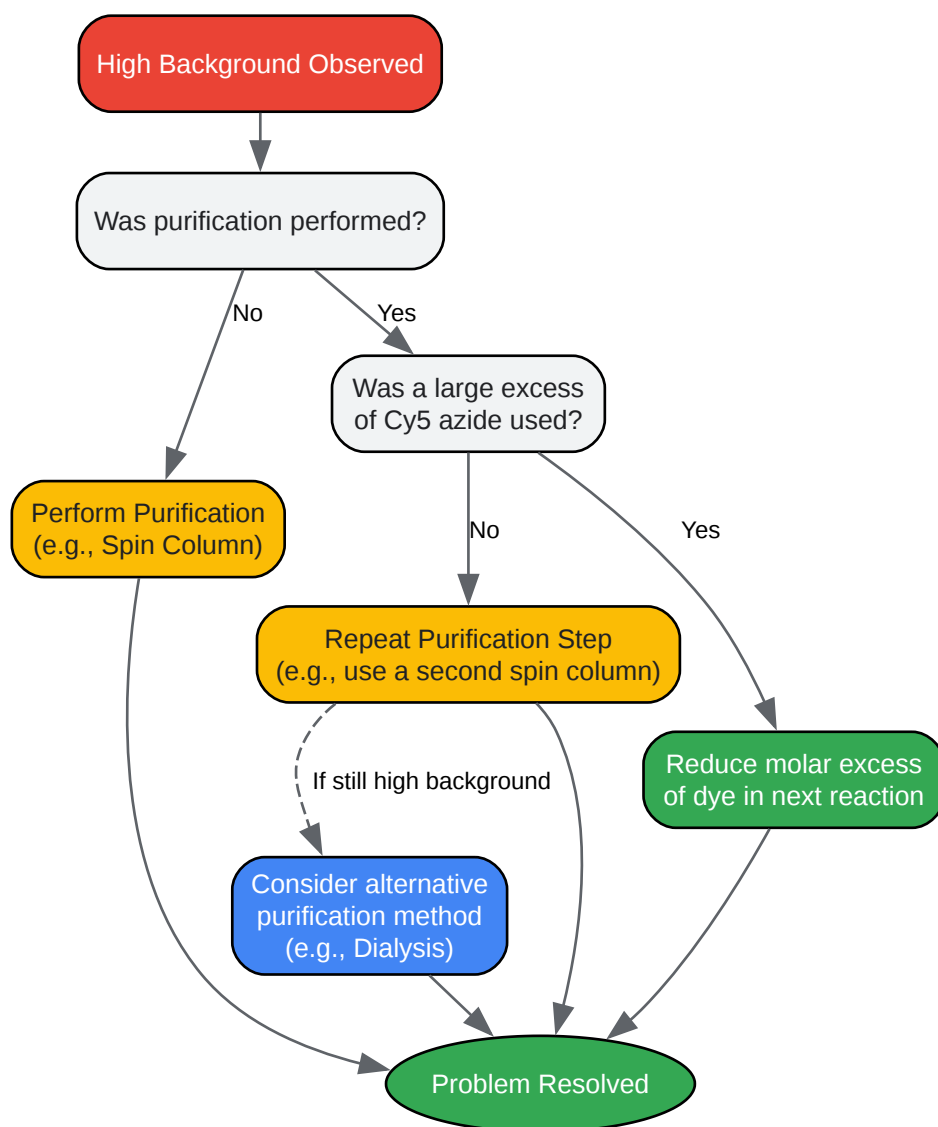 High Background Observed
Was purification performed?
No
Yes
Was a large excess
of Cy5 azide used?
Perform Purification
(e.g., Spin Column)
No
Yes
Repeat Purification Step
(e.g., use a second spin column)
If still high background
Reduce molar excess
of dye in next reaction
Consider alternative
purification method
(e.g., Dialysis)
Problem Resolved